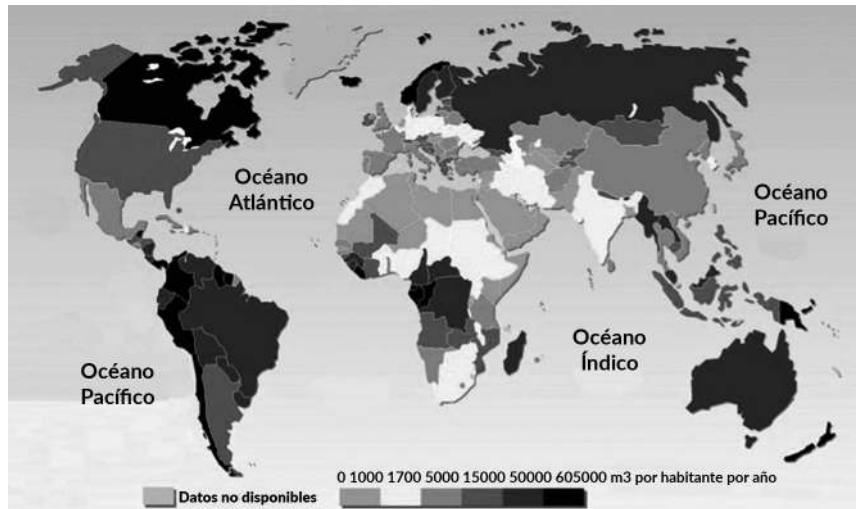 Océano
Atlántico
Océano
Pacífico
Océano
Pacífico
Océano
Índico
0 1000 1700 5000 15000 50000 605000 m3 por habitante por año
Datos no disponibles